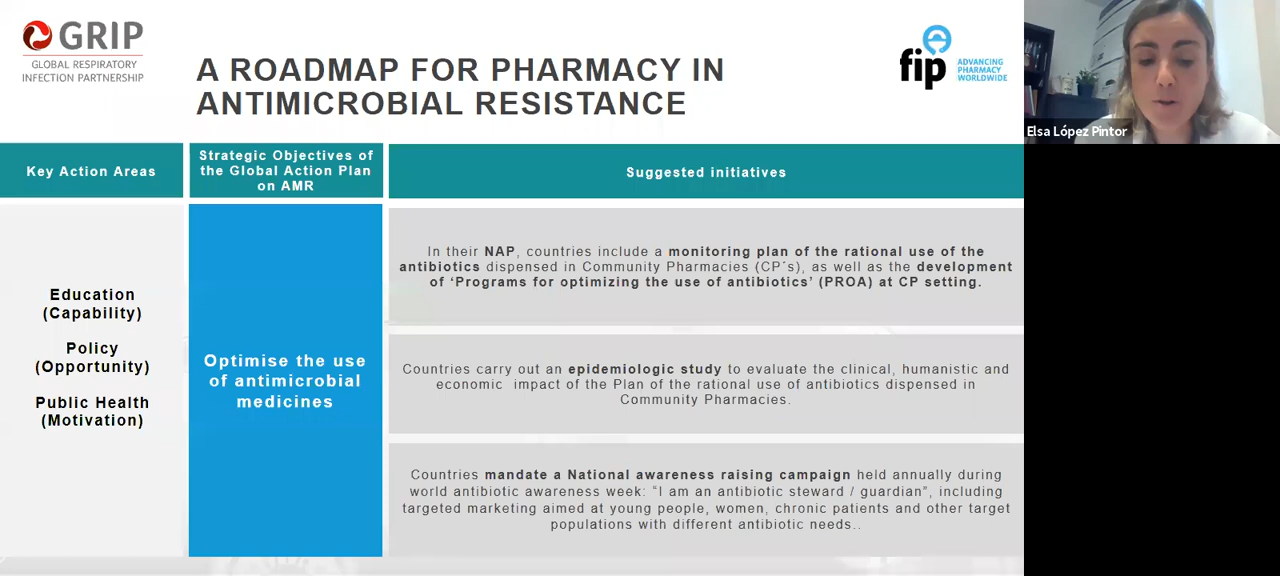 GRIP
GLOBAL RESPIRATORY
INFECTION PARTNERSHIP
A ROADMAP FOR PHARMACY IN
ANTIMICROBIAL RESISTANCE
fip
ADVANCING
PHARMACY
WORLDWIDE
Elsa López Pintor
Key Action Areas
Strategic Objectives of
the Global Action Plan
on AMR
Suggested initiatives
Education
(Capability)
Policy
(Opportunity)
Public Health
(Motivation)
Optimise the use
of antimicrobial
medicines
In their NAP, countries include a monitoring plan of the rational use of the
antibiotics dispensed in Community Pharmacies (CP´s), as well as the development
of ‘Programs for optimizing the use of antibiotics’ (PROA) at CP setting.
Countries carry out an epidemiologic study to evaluate the clinical, humanistic and
economic impact of the Plan of the rational use of antibiotics dispensed in
Community Pharmacies.
Countries mandate a National awareness raising campaign held annually during
world antibiotic awareness week: “I am an antibiotic steward / guardian”, including
targeted marketing aimed at young people, women, chronic patients and other target
populations with different antibiotic needs..